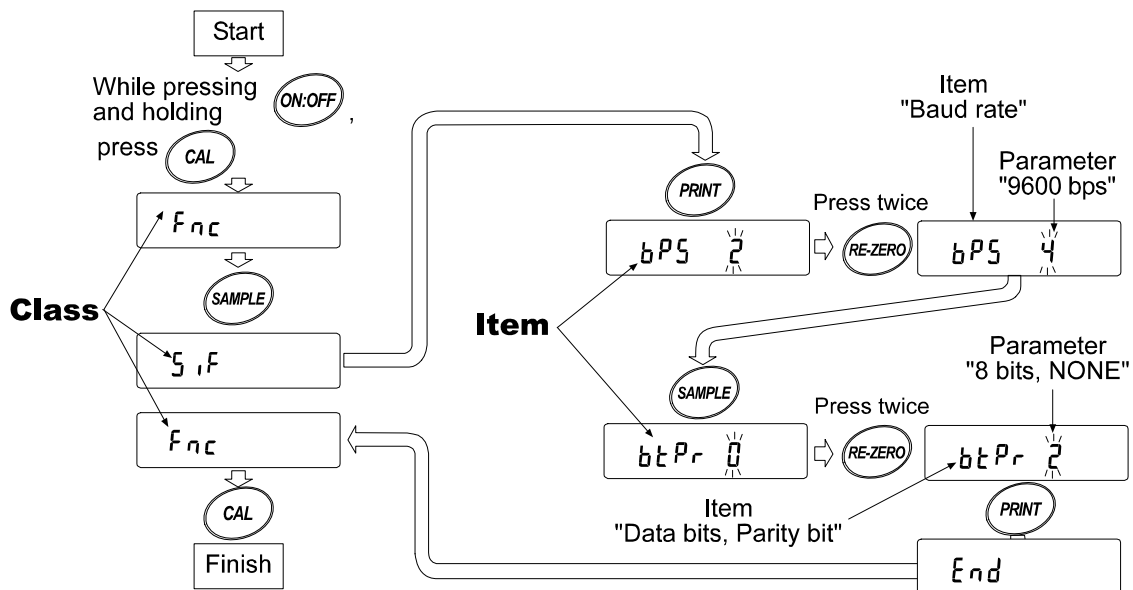 Start
While pressing
and holding
ON:OFF
,
press
CAL
Fnc
SAMPLE
Class
SiF
Fnc
CAL
Finish
PRINT
Item
bPS 2
Press twice
RE-ZERO
Item
"Baud rate"
Parameter
"9600 bps"
bPS 4
SAMPLE
btPr 0
Press twice
RE-ZERO
Parameter
"8 bits, NONE"
btPr 2
Item
"Data bits, Parity bit"
PRINT
End